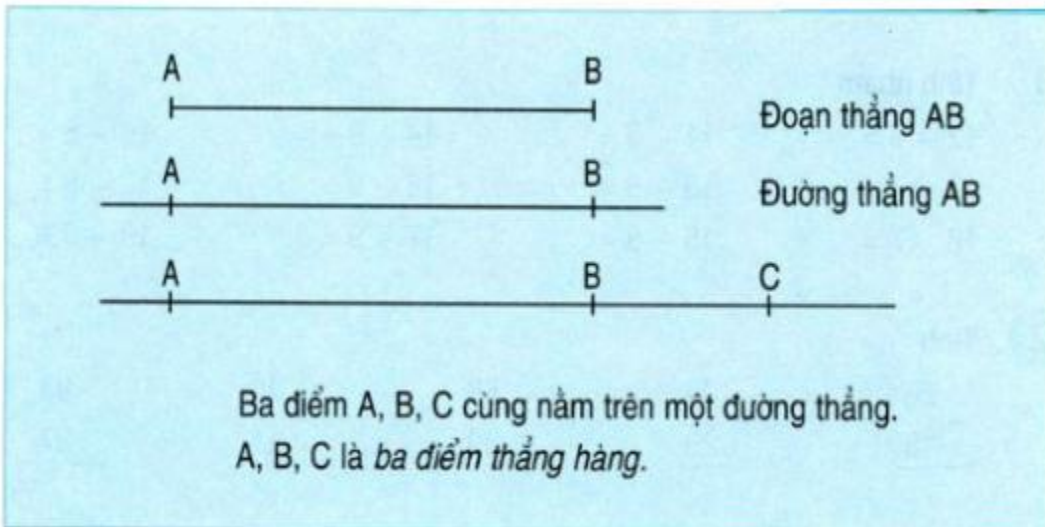 A B
Đoạn thẳng AB
A B
Đường thẳng AB
A B C
Ba điểm A, B, C cùng nằm trên một đường thẳng.
A, B, C là ba điểm thẳng hàng.